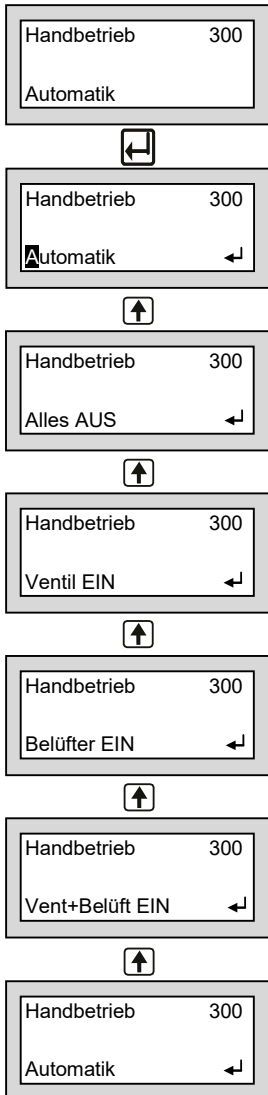 Handbetrieb 300
Automatik
Handbetrieb 300
Automatik
Handbetrieb 300
Alles AUS
Handbetrieb 300
Ventil EIN
Handbetrieb 300
Belüfter EIN
Handbetrieb 300
Vent+Belüft EIN
Handbetrieb 300
Automatik